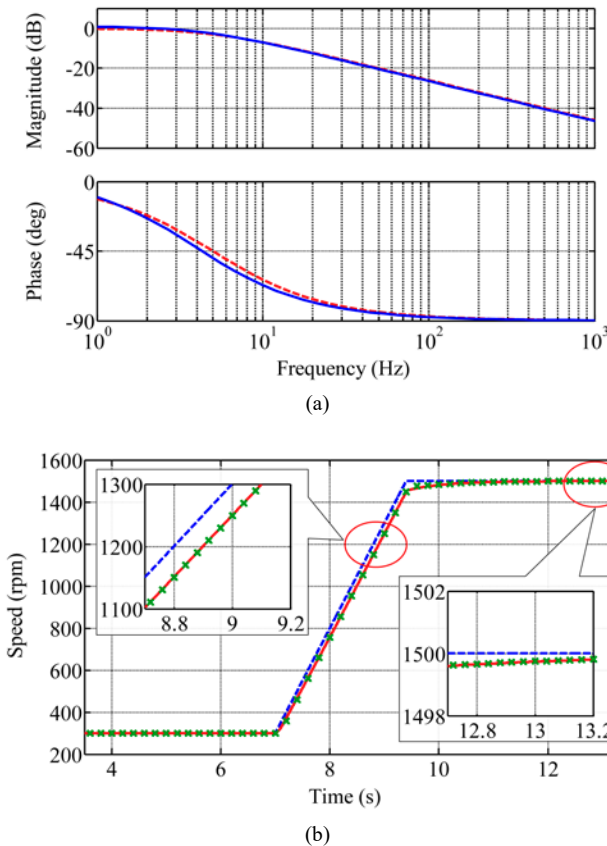 0
-20
-40
-60
Magnitude (dB)
0
-45
-90
Phase (deg)
10^0 10^1 10^2 10^3
Frequency (Hz)
(a)
1600
1400
1200
1000
800
600
400
200
Speed (rpm)
1300
1200
1100
8.8 9 9.2
1502
1500
1498
12.8 13 13.2
4 6 8 10 12
Time (s)
(b)